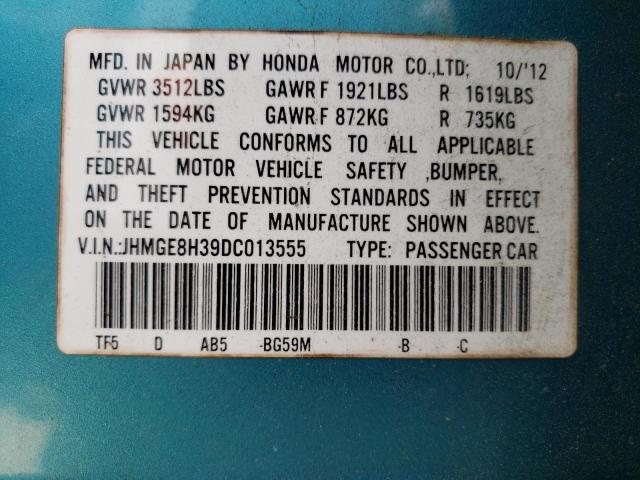 MFD. IN JAPAN BY HONDA MOTOR CO.,LTD; 10/'12
GVWR 3512LBS GAWR F 1921LBS R 1619LBS
GVWR 1594KG GAWR F 872KG R 735KG
THIS VEHICLE CONFORMS TO ALL APPLICABLE
FEDERAL MOTOR VEHICLE SAFETY ,BUMPER,
AND THEFT PREVENTION STANDARDS IN EFFECT
ON THE DATE OF MANUFACTURE SHOWN ABOVE.
V.I.N.:JHMGE8H39DC013555 TYPE: PASSENGER CAR
TF5 D AB5 -BG59M -B -C